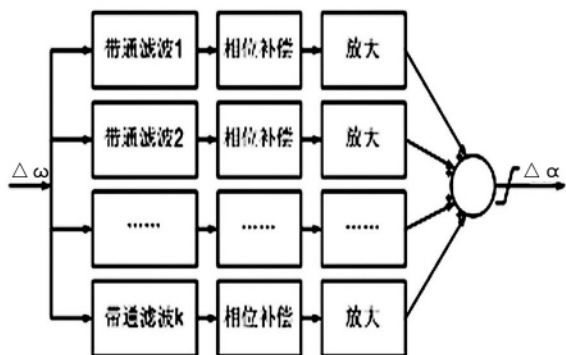 带通滤波1 相位补偿 放大
带通滤波2 相位补偿 放大
△ω
△α
…… …… ……
带通滤波k 相位补偿 放大